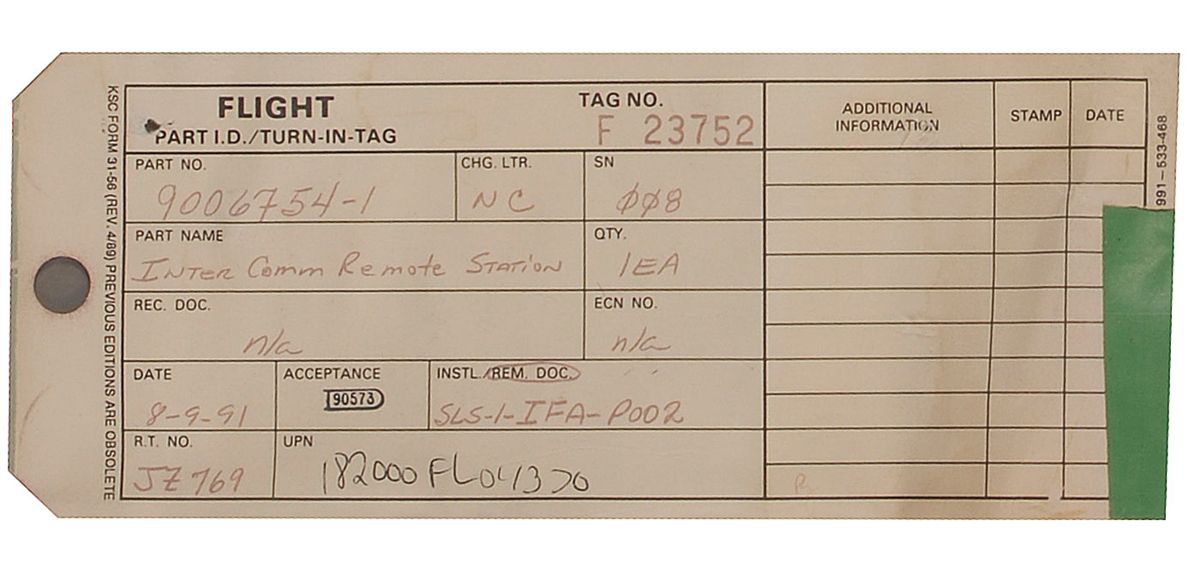 FLIGHT
PART I.D./TURN-IN-TAG
TAG NO.
F 23752
ADDITIONAL
INFORMATION
STAMP
DATE
PART NO.
9006754-1
CHG. LTR.
NC
SN
ØØ8
PART NAME
INTER Comm Remote STATION
QTY.
1EA
REC. DOC.
n/a
ECN NO.
n/a
DATE
8-9-91
ACCEPTANCE
90573
INSTL./REM. DOC.
SLS-1-IFA-P002
R.T. NO.
JZ 769
UPN
KSC FORM 31-56 (REV. 4/89) PREVIOUS EDITIONS ARE OBSOLETE
991-533-468